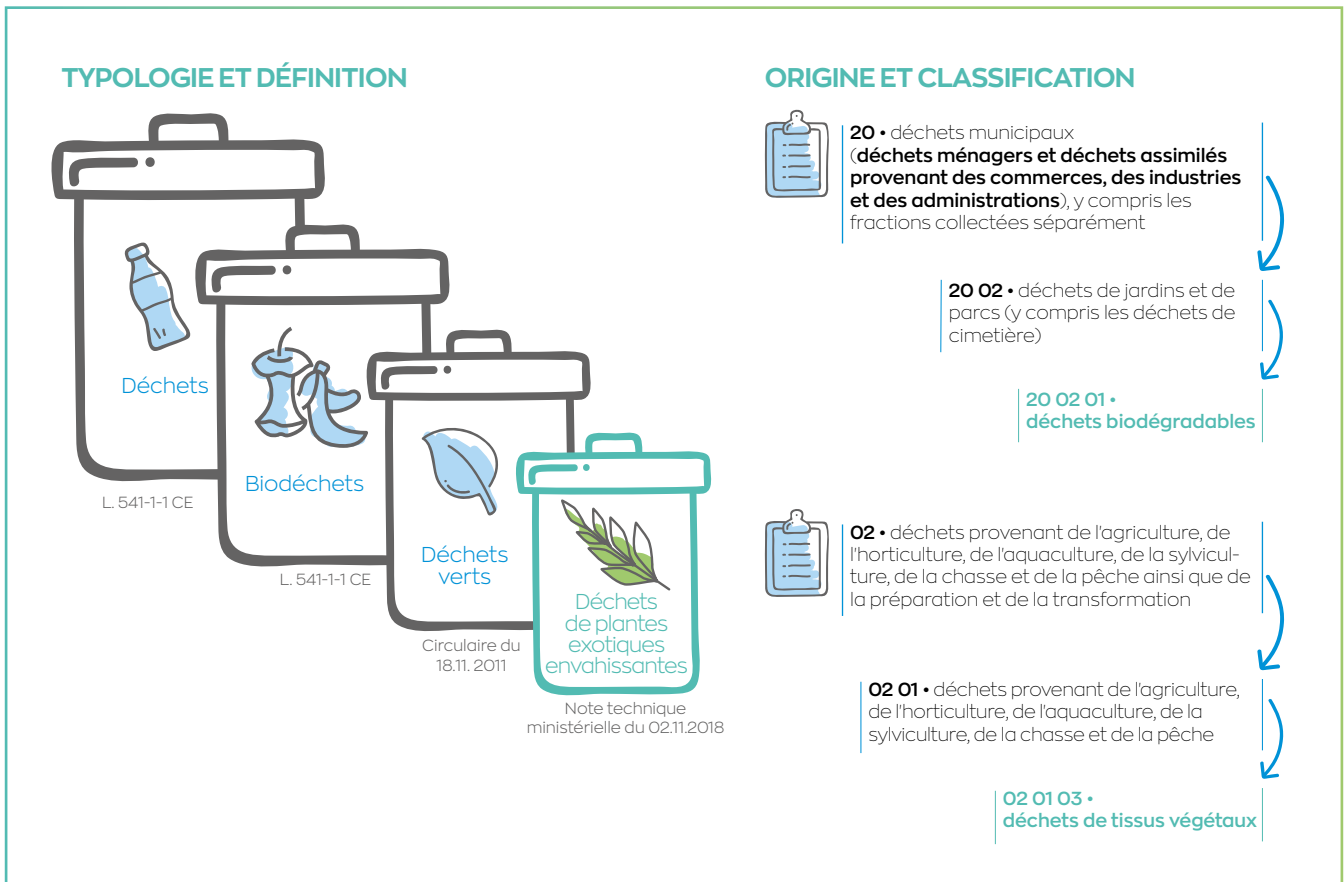 TYPOLOGIE ET DÉFINITION
Déchets
L. 541-1-1 CE
Biodéchets
L. 541-1-1 CE
Déchets
verts
Circulaire du
18.11. 2011
Déchets
de plantes
exotiques
envahissantes
Note technique
ministérielle du 02.11.2018
ORIGINE ET CLASSIFICATION
20 • déchets municipaux
(déchets ménagers et déchets assimilés
provenant des commerces, des industries
et des administrations), y compris les
fractions collectées séparément
20 02 • déchets de jardins et de
parcs (y compris les déchets de
cimetière)
20 02 01 •
déchets biodégradables
02 • déchets provenant de l'agriculture, de
l'horticulture, de l'aquaculture, de la sylvicul-
ture, de la chasse et de la pêche ainsi que de
la préparation et de la transformation
02 01 • déchets provenant de l'agriculture,
de l'horticulture, de l'aquaculture, de la
sylviculture, de la chasse et de la pêche
02 01 03 •
déchets de tissus végétaux